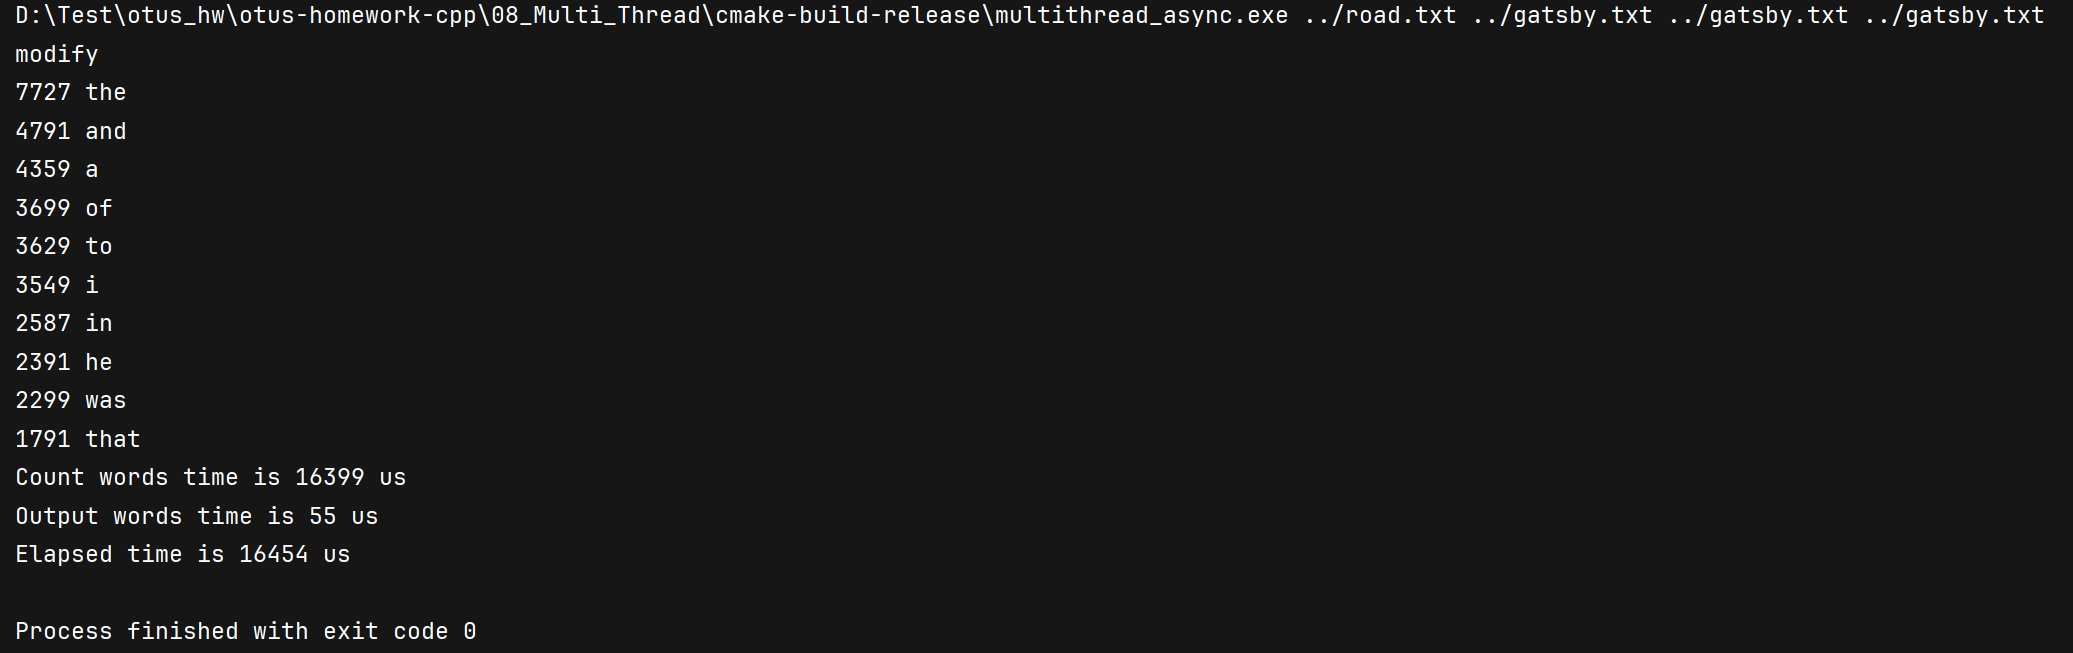 D:\Test\otus_hw\otus-homework-cpp\08_Multi_Thread\cmake-build-release\multithread_async.exe ../road.txt ../gatsby.txt ../gatsby.txt ../gatsby.txt
modify
7727 the
4791 and
4359 a
3699 of
3629 to
3549 i
2587 in
2391 he
2299 was
1791 that
Count words time is 16399 us
Output words time is 55 us
Elapsed time is 16454 us
Process finished with exit code 0